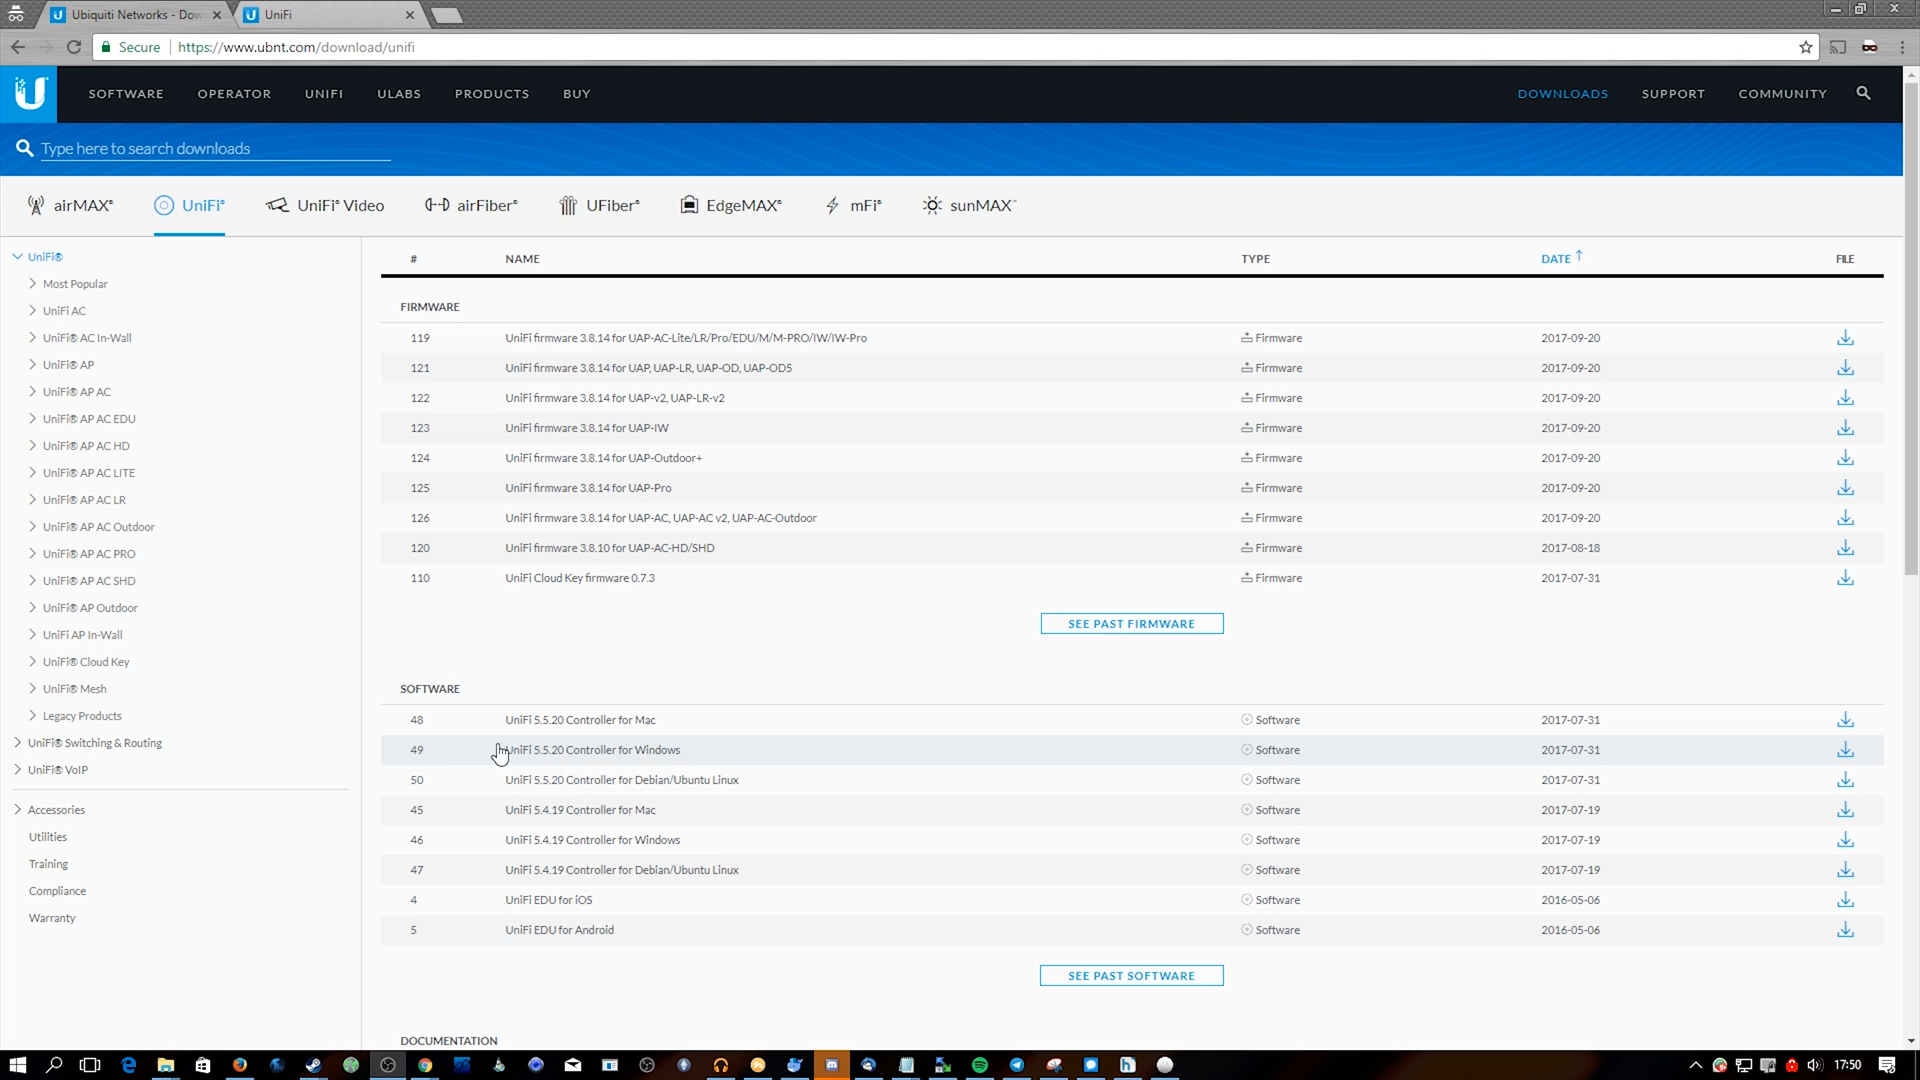 Ubiquiti Networks - Dow
UniFi
Secure
https://www.ubnt.com/download/unifi
SOFTWARE
OPERATOR
UNIFI
ULABS
PRODUCTS
BUY
DOWNLOADS
SUPPORT
COMMUNITY
Type here to search downloads
airMAX®
UniFi®
UniFi® Video
airFiber®
UFiber®
EdgeMAX®
mFi®
sunMAX™
UniFi®
Most Popular
UniFi AC
UniFi® AC In-Wall
UniFi® AP
UniFi® AP AC
UniFi® AP AC EDU
UniFi® AP AC HD
UniFi® AP AC LITE
UniFi® AP AC LR
UniFi® AP AC Outdoor
UniFi® AP AC PRO
UniFi® AP AC SHD
UniFi® AP Outdoor
UniFi AP In-Wall
UniFi® Cloud Key
UniFi® Mesh
Legacy Products
UniFi® Switching & Routing
UniFi® VoIP
Accessories
Utilities
Training
Compliance
Warranty
# NAME TYPE DATE FILE
FIRMWARE
119 UniFi firmware 3.8.14 for UAP-AC-Lite/LR/Pro/EDU/M/M-PRO/IW/IW-Pro Firmware 2017-09-20
121 UniFi firmware 3.8.14 for UAP, UAP-LR, UAP-OD, UAP-OD5 Firmware 2017-09-20
122 UniFi firmware 3.8.14 for UAP-v2, UAP-LR-v2 Firmware 2017-09-20
123 UniFi firmware 3.8.14 for UAP-IW Firmware 2017-09-20
124 UniFi firmware 3.8.14 for UAP-Outdoor+ Firmware 2017-09-20
125 UniFi firmware 3.8.14 for UAP-Pro Firmware 2017-09-20
126 UniFi firmware 3.8.14 for UAP-AC, UAP-AC v2, UAP-AC-Outdoor Firmware 2017-09-20
120 UniFi firmware 3.8.10 for UAP-AC-HD/SHD Firmware 2017-08-18
110 UniFi Cloud Key firmware 0.7.3 Firmware 2017-07-31
SEE PAST FIRMWARE
SOFTWARE
48 UniFi 5.5.20 Controller for Mac Software 2017-07-31
49 UniFi 5.5.20 Controller for Windows Software 2017-07-31
50 UniFi 5.5.20 Controller for Debian/Ubuntu Linux Software 2017-07-31
45 UniFi 5.4.19 Controller for Mac Software 2017-07-19
46 UniFi 5.4.19 Controller for Windows Software 2017-07-19
47 UniFi 5.4.19 Controller for Debian/Ubuntu Linux Software 2017-07-19
4 UniFi EDU for iOS Software 2016-05-06
5 UniFi EDU for Android Software 2016-05-06
SEE PAST SOFTWARE
DOCUMENTATION
17:50